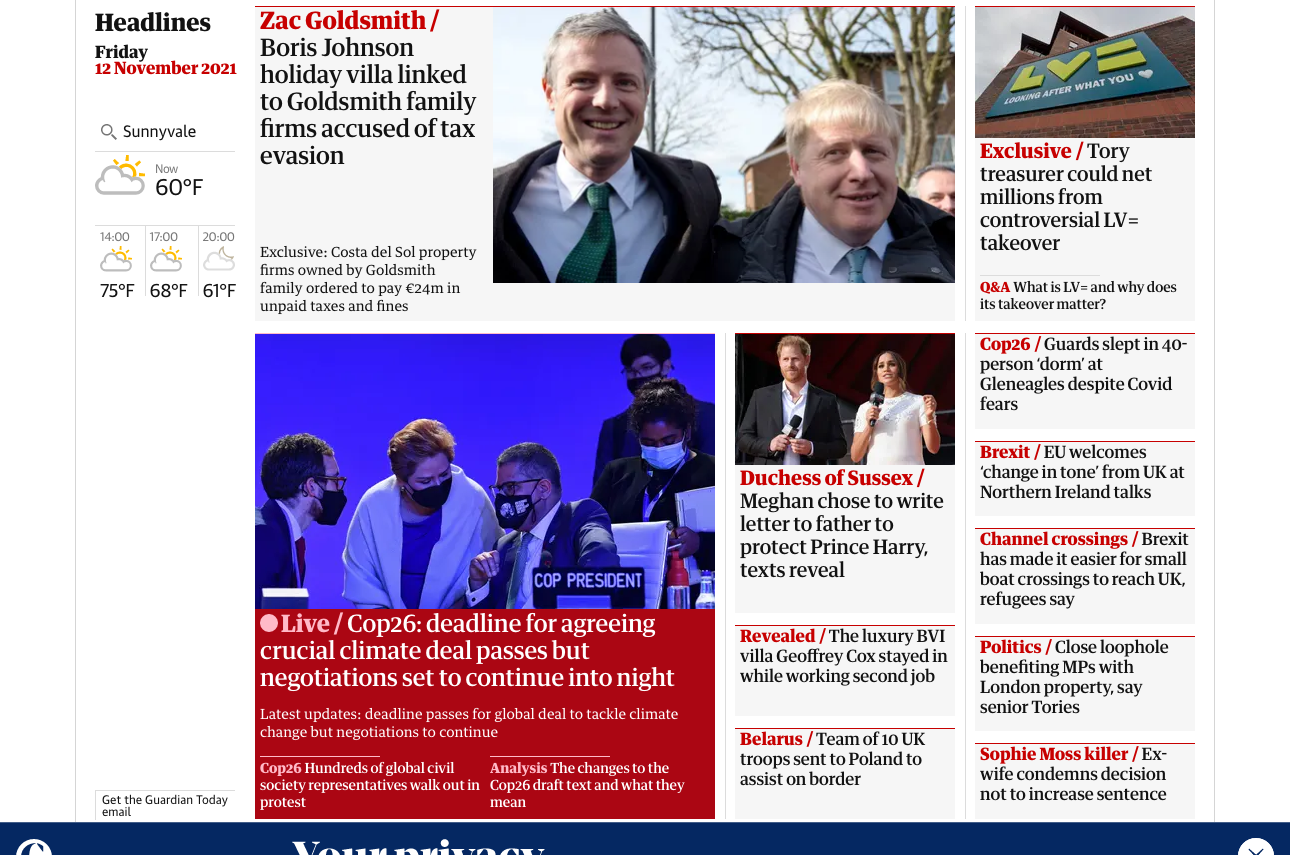 Headlines
Friday
12 November 2021
Sunnyvale
Now
60°F
14:00
17:00
20:00
75°F
68°F
61°F
Get the Guardian Today
email
Zac Goldsmith /
Boris Johnson
holiday villa linked
to Goldsmith family
firms accused of tax
evasion
Exclusive: Costa del Sol property
firms owned by Goldsmith
family ordered to pay €24m in
unpaid taxes and fines
LV=
LOOKING AFTER WHAT YOU
Exclusive / Tory
treasurer could net
millions from
controversial LV=
takeover
Q&A What is LV= and why does
its takeover matter?
COP PRESIDENT
Live / Cop26: deadline for agreeing
crucial climate deal passes but
negotiations set to continue into night
Latest updates: deadline passes for global deal to tackle climate
change but negotiations to continue
Cop26 Hundreds of global civil
society representatives walk out in
protest
Analysis The changes to the
Cop26 draft text and what they
mean
Duchess of Sussex /
Meghan chose to write
letter to father to
protect Prince Harry,
texts reveal
Revealed / The luxury BVI
villa Geoffrey Cox stayed in
while working second job
Belarus / Team of 10 UK
troops sent to Poland to
assist on border
Cop26 / Guards slept in 40-
person ‘dorm’ at
Gleneagles despite Covid
fears
Brexit / EU welcomes
‘change in tone’ from UK at
Northern Ireland talks
Channel crossings / Brexit
has made it easier for small
boat crossings to reach UK,
refugees say
Politics / Close loophole
benefiting MPs with
London property, say
senior Tories
Sophie Moss killer / Ex-
wife condemns decision
not to increase sentence
Your privacy